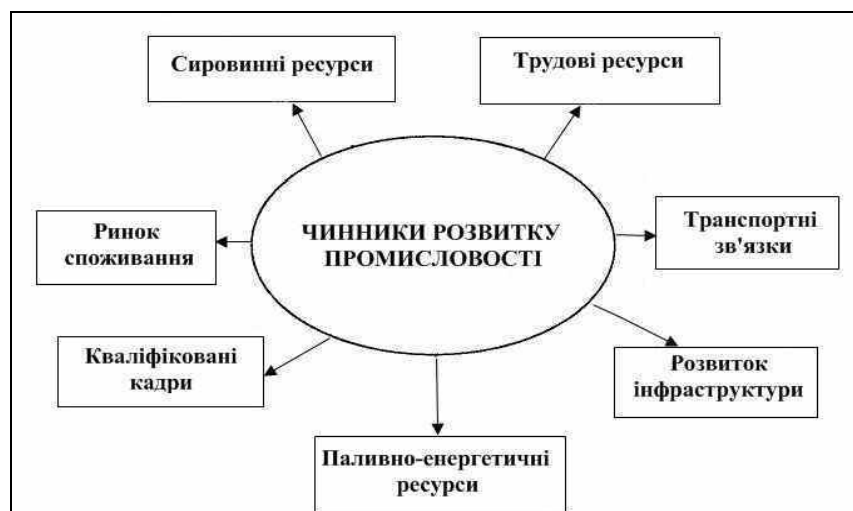 Сировинні ресурси
Трудові ресурси
Ринок
споживання
ЧИННИКИ РОЗВИТКУ
ПРОМИСЛОВОСТІ
Транспортні
зв'язки
Кваліфіковані
кадри
Розвиток
інфраструктури
Паливно-енергетичні
ресурси